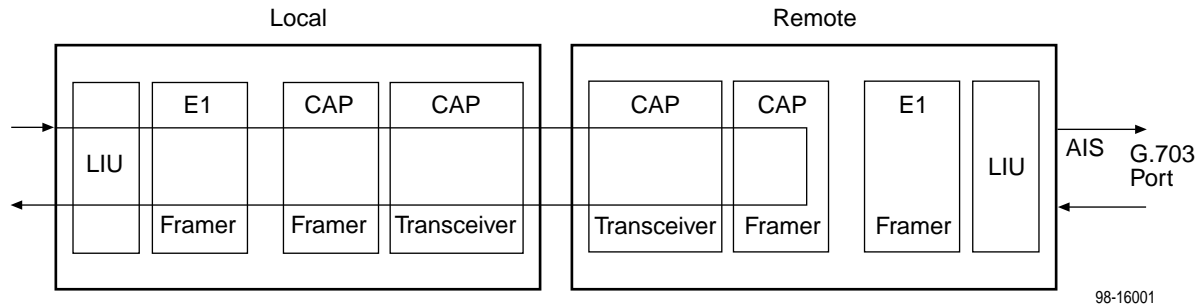 Local
Remote
LIU
E1
Framer
CAP
Framer
CAP
Transceiver
CAP
Transceiver
CAP
Framer
E1
Framer
LIU
AIS
G.703
Port
98-16001